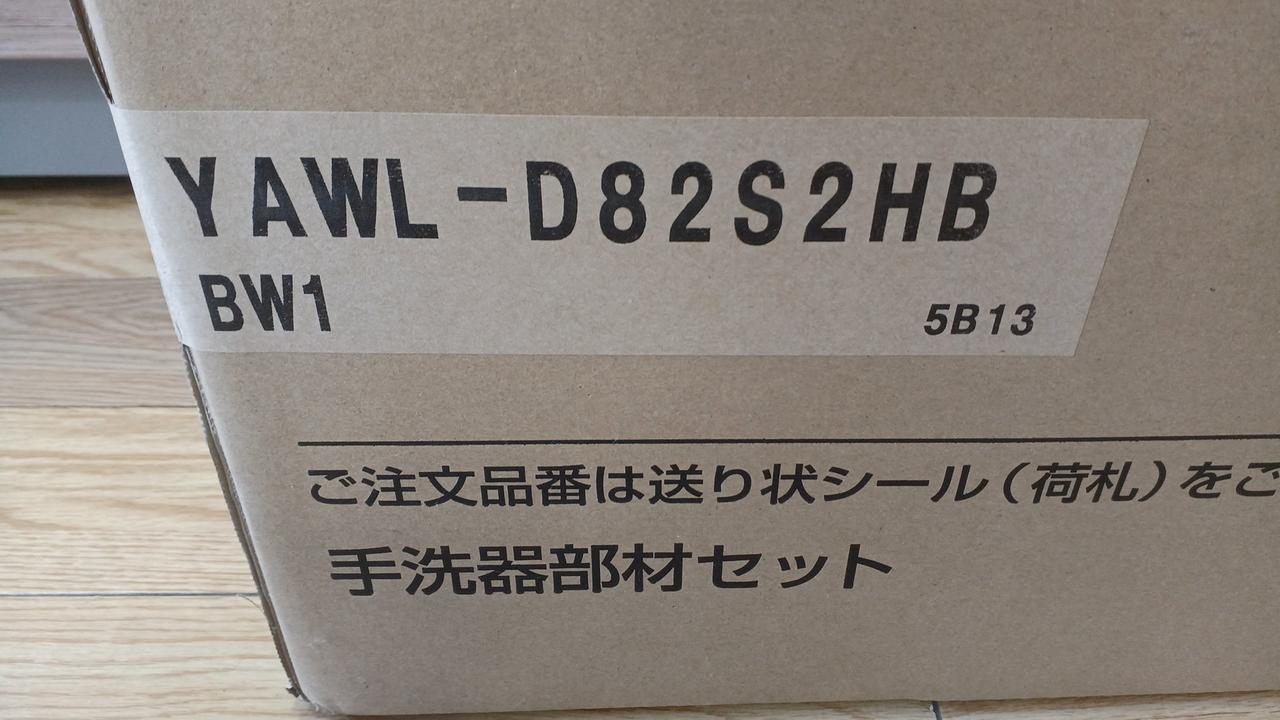 YAWL-D82S2HB
BW1
5B13
ご注文品番は送り状シール(荷札)をご
手洗器部材セット